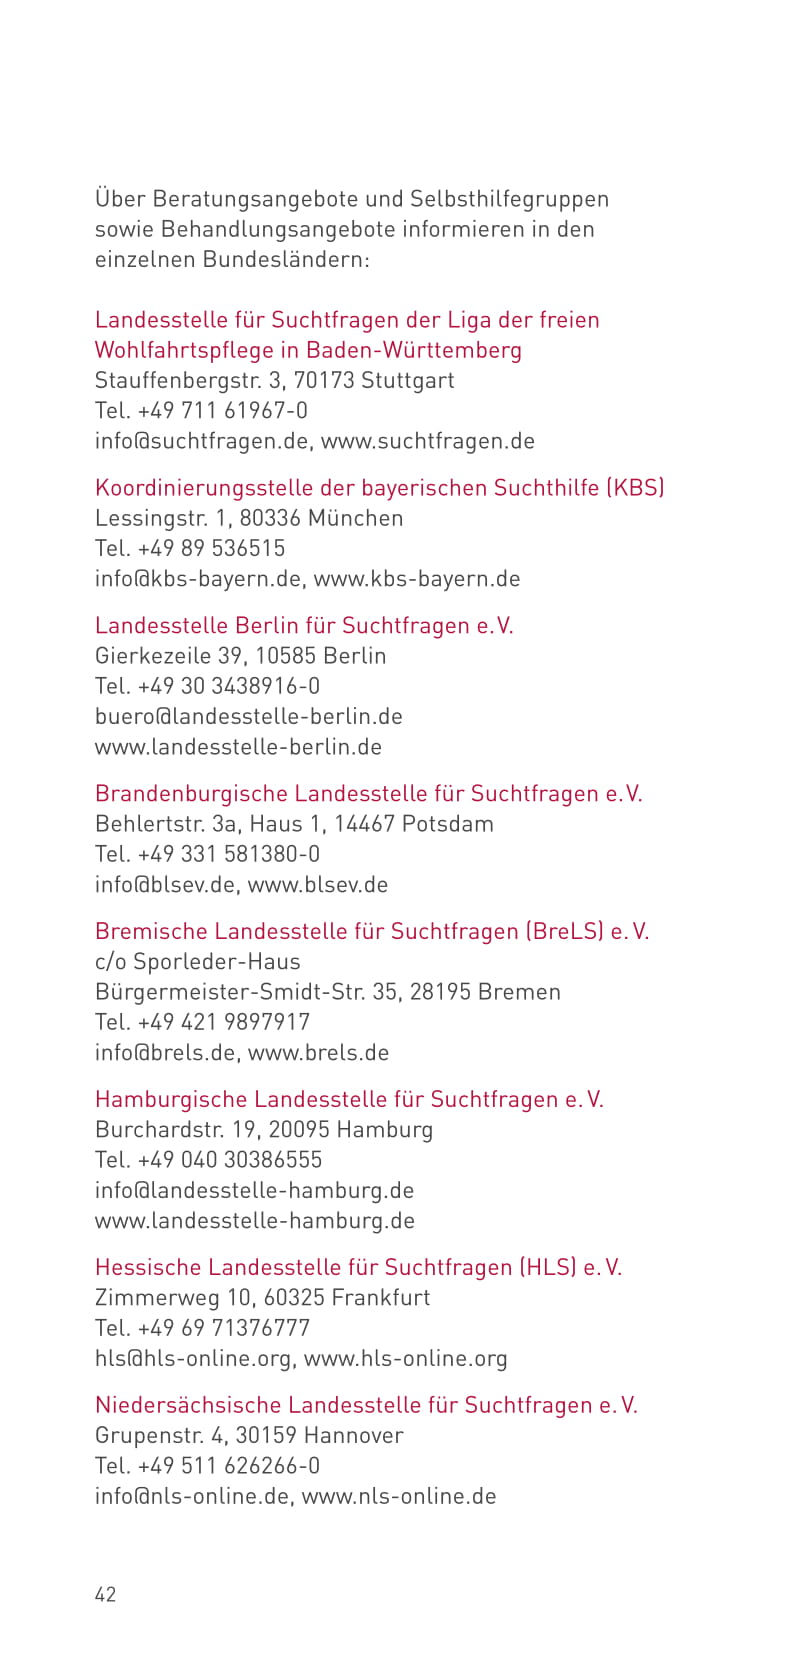 Über Beratungsangebote und Selbsthilfegruppen
sowie Behandlungsangebote informieren in den
einzelnen Bundesländern:
Landesstelle für Suchtfragen der Liga der freien
Wohlfahrtspflege in Baden-Württemberg
Stauffenbergstr. 3, 70173 Stuttgart
Tel. +49 711 61967-0
info@suchtfragen.de, www.suchtfragen.de
Koordinierungsstelle der bayerischen Suchthilfe (KBS)
Lessingstr. 1, 80336 München
Tel. +49 89 536515
info@kbs-bayern.de, www.kbs-bayern.de
Landesstelle Berlin für Suchtfragen e. V.
Gierkezeile 39, 10585 Berlin
Tel. +49 30 3438916-0
buero@landesstelle-berlin.de
www.landesstelle-berlin.de
Brandenburgische Landesstelle für Suchtfragen e. V.
Behlertstr. 3a, Haus 1, 14467 Potsdam
Tel. +49 331 581380-0
info@blsev.de, www.blsev.de
Bremische Landesstelle für Suchtfragen (BreLS) e. V.
c/o Sporleder-Haus
Bürgermeister-Smidt-Str. 35, 28195 Bremen
Tel. +49 421 9897917
info@brels.de, www.brels.de
Hamburgische Landesstelle für Suchtfragen e. V.
Burchardstr. 19, 20095 Hamburg
Tel. +49 040 30386555
info@landesstelle-hamburg.de
www.landesstelle-hamburg.de
Hessische Landesstelle für Suchtfragen (HLS) e. V.
Zimmerweg 10, 60325 Frankfurt
Tel. +49 69 71376777
hls@hls-online.org, www.hls-online.org
Niedersächsische Landesstelle für Suchtfragen e. V.
Grupenstr. 4, 30159 Hannover
Tel. +49 511 626266-0
info@nls-online.de, www.nls-online.de
42